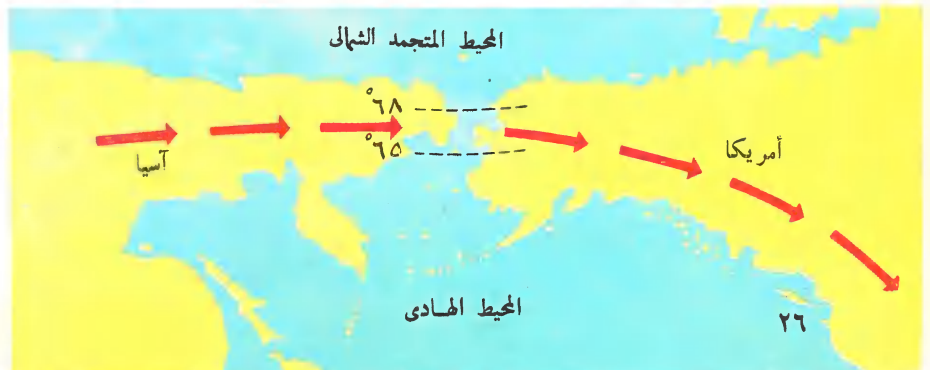 المحيط المتجمد الشمالى
°٦٨
°٦٥
آسيا
أمريكا
المحيط الهادى
٢٦